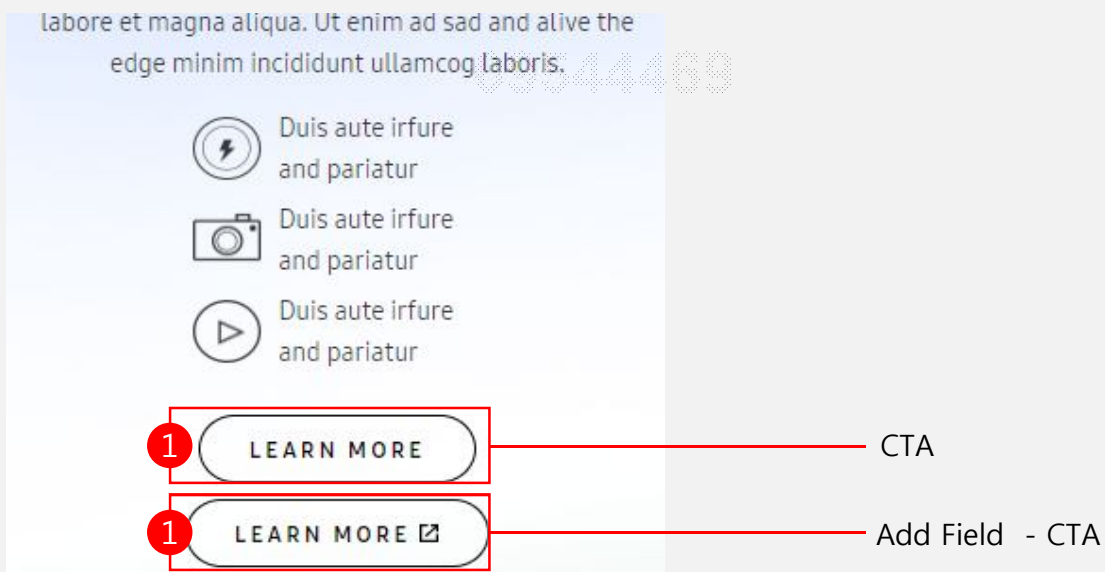 labore et magna aliqua. Ut enim ad sad and alive the
edge minim incididunt ullamcog laboris.
Duis aute irfure
and pariatur
Duis aute irfure
and pariatur
Duis aute irfure
and pariatur
1 LEARN MORE CTA
1 LEARN MORE Add Field - CTA